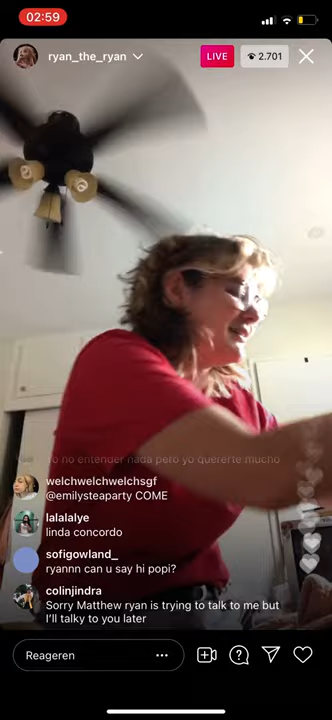 02:59
ryan_the_ryan
LIVE
2.701
no entender nada pero yo quererte mucho
welchwelchwelchsgf
@emilysteaparty COME
lalalalye
linda concordo
sofigowland_
ryannn can u say hi popi?
colinjindra
Sorry Matthew ryan is trying to talk to me but
I'll talky to you later
Reageren